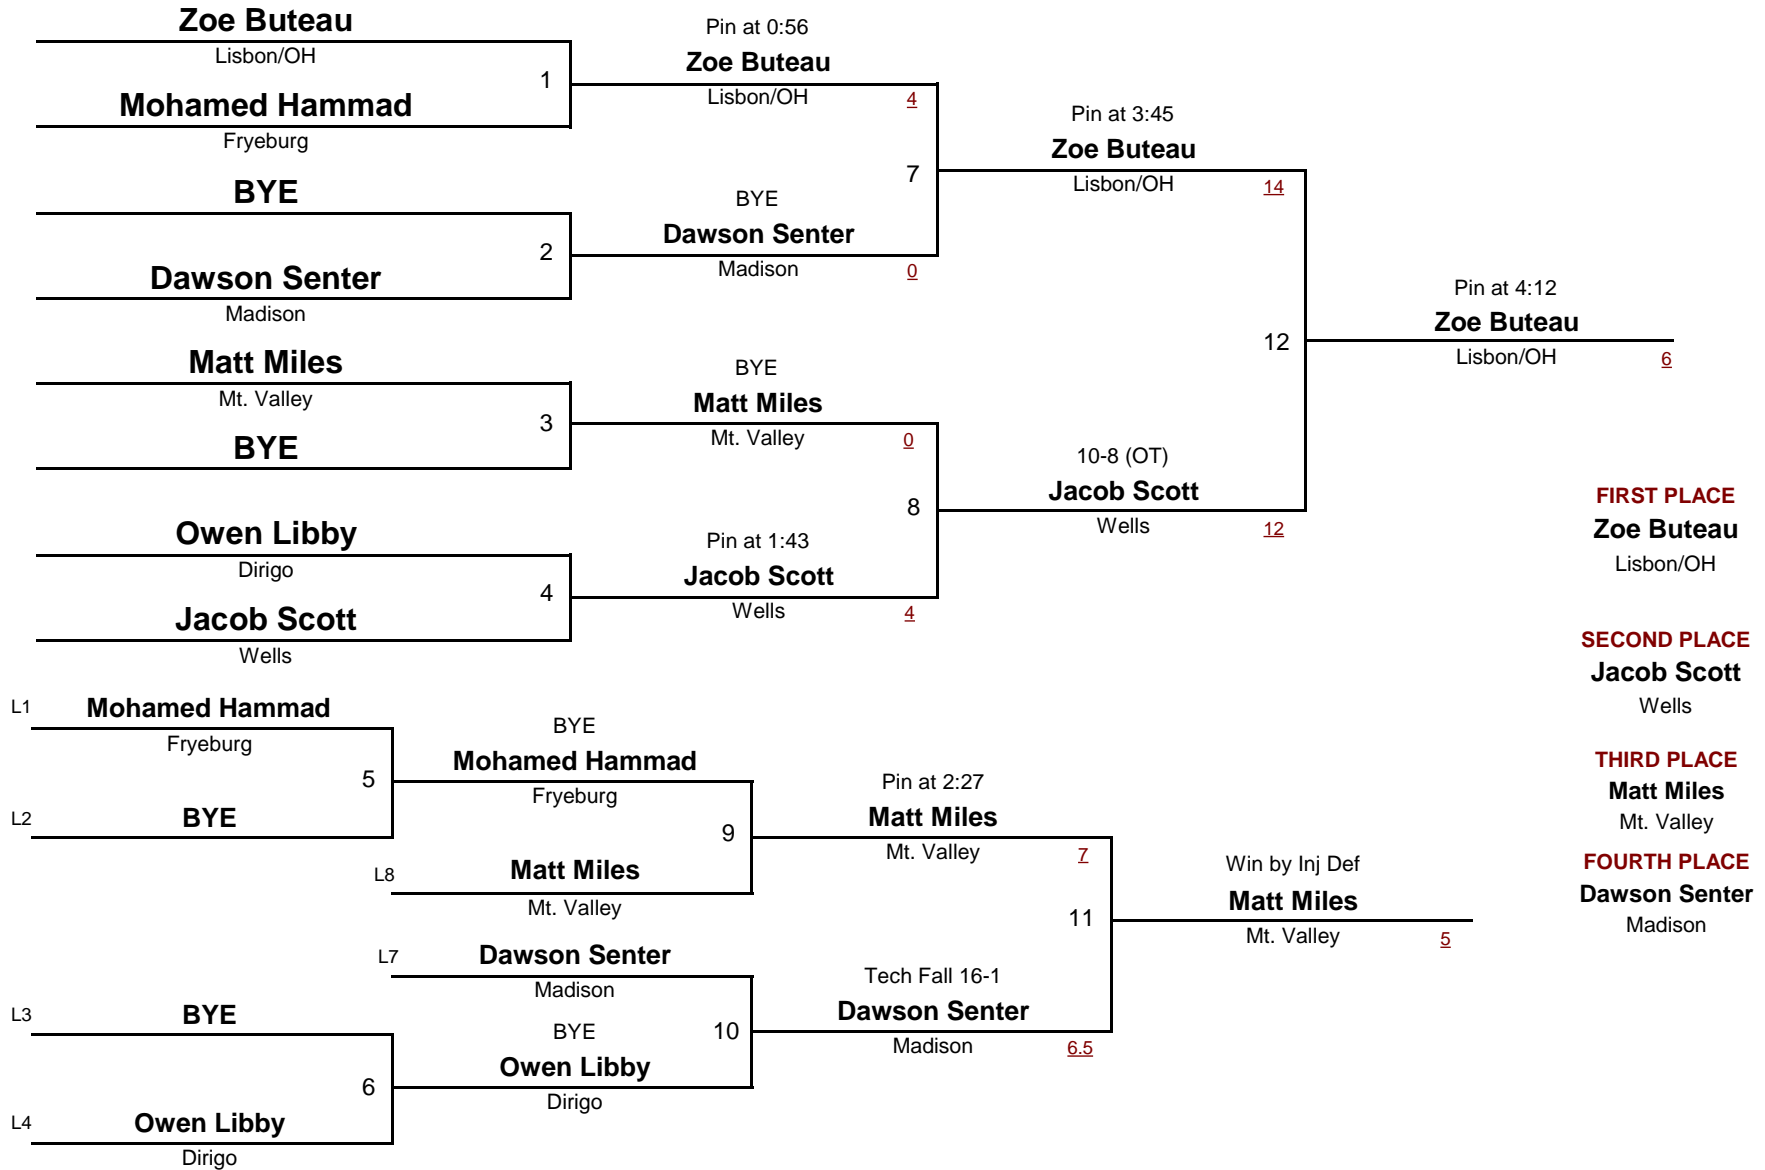 Zoe Buteau
Lisbon/OH
1
Mohamed Hammad
Fryeburg
BYE
2
Dawson Senter
Madison
Matt Miles
Mt. Valley
3
BYE
Owen Libby
Dirigo
4
Jacob Scott
Wells
Pin at 0:56
Zoe Buteau
Lisbon/OH 4
7
BYE
Dawson Senter
Madison 0
BYE
Matt Miles
Mt. Valley 0
8
Pin at 1:43
Jacob Scott
Wells 4
Pin at 3:45
Zoe Buteau
Lisbon/OH 14
12
10-8 (OT)
Jacob Scott
Wells 12
Pin at 4:12
Zoe Buteau
Lisbon/OH 6
FIRST PLACE
Zoe Buteau
Lisbon/OH
SECOND PLACE
Jacob Scott
Wells
THIRD PLACE
Matt Miles
Mt. Valley
FOURTH PLACE
Dawson Senter
Madison
L1 Mohamed Hammad
Fryeburg
5
L2 BYE
L3 BYE
6
L4 Owen Libby
Dirigo
BYE
Mohamed Hammad
Fryeburg
9
L8 Matt Miles
Mt. Valley
L7 Dawson Senter
Madison
10
BYE
Owen Libby
Dirigo
Pin at 2:27
Matt Miles
Mt. Valley 7
11
Tech Fall 16-1
Dawson Senter
Madison 6.5
Win by Inj Def
Matt Miles
Mt. Valley 5